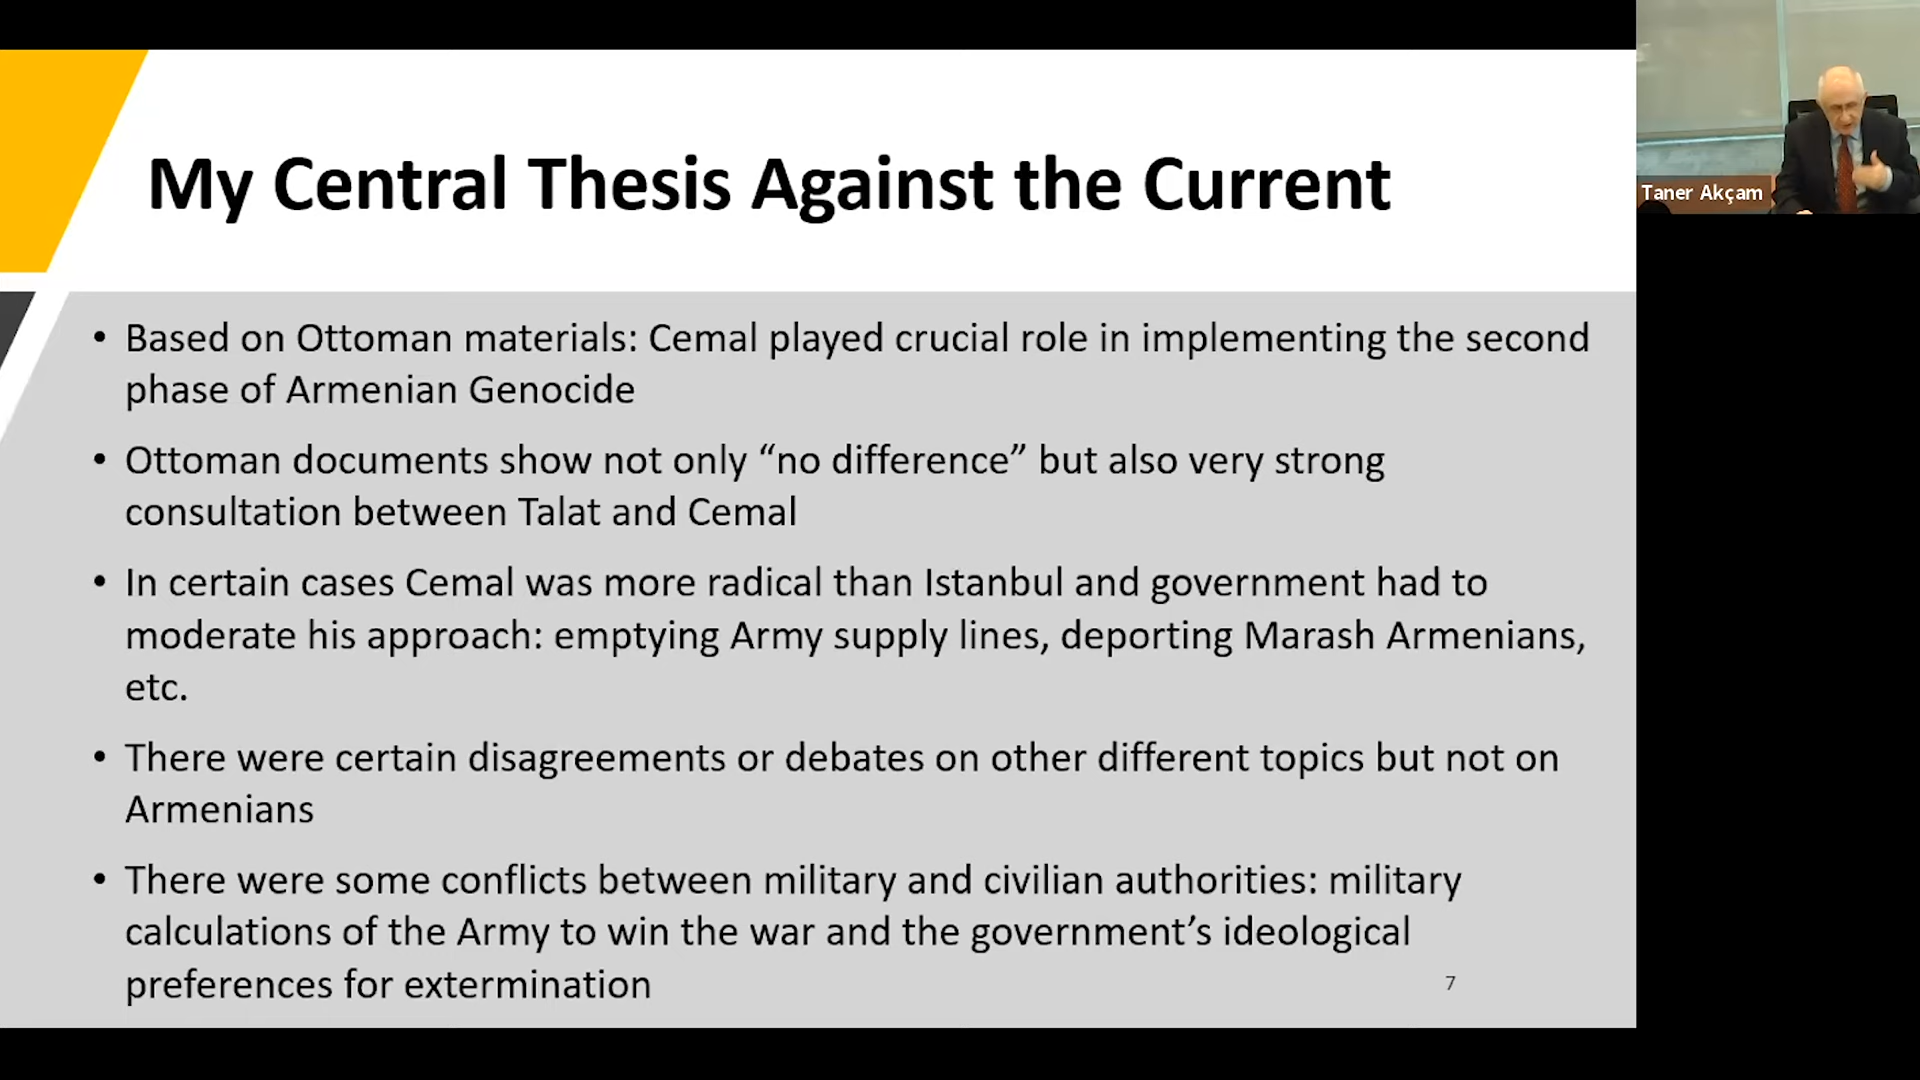 My Central Thesis Against the Current
• Based on Ottoman materials: Cemal played crucial role in implementing the second
phase of Armenian Genocide
• Ottoman documents show not only “no difference” but also very strong
consultation between Talat and Cemal
• In certain cases Cemal was more radical than Istanbul and government had to
moderate his approach: emptying Army supply lines, deporting Marash Armenians,
etc.
• There were certain disagreements or debates on other different topics but not on
Armenians
• There were some conflicts between military and civilian authorities: military
calculations of the Army to win the war and the government’s ideological
preferences for extermination
7
Taner Akçam